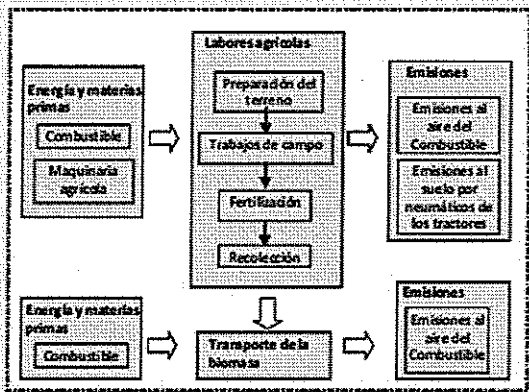 Energía y materias
primas
Combustible
Maquinaria
agrícola
Labores agrícolas
Preparación del
terreno
Trabajos de campo
Fertilización
Recolección
Emisiones
Emisiones al
aire del
Combustible
Emisiones al
suelo por
neumáticos de
los tractores
Energía y materias
primas
Combustible
Transporte de la
biomasa
Emisiones
Emisiones al
aire del
Combustible